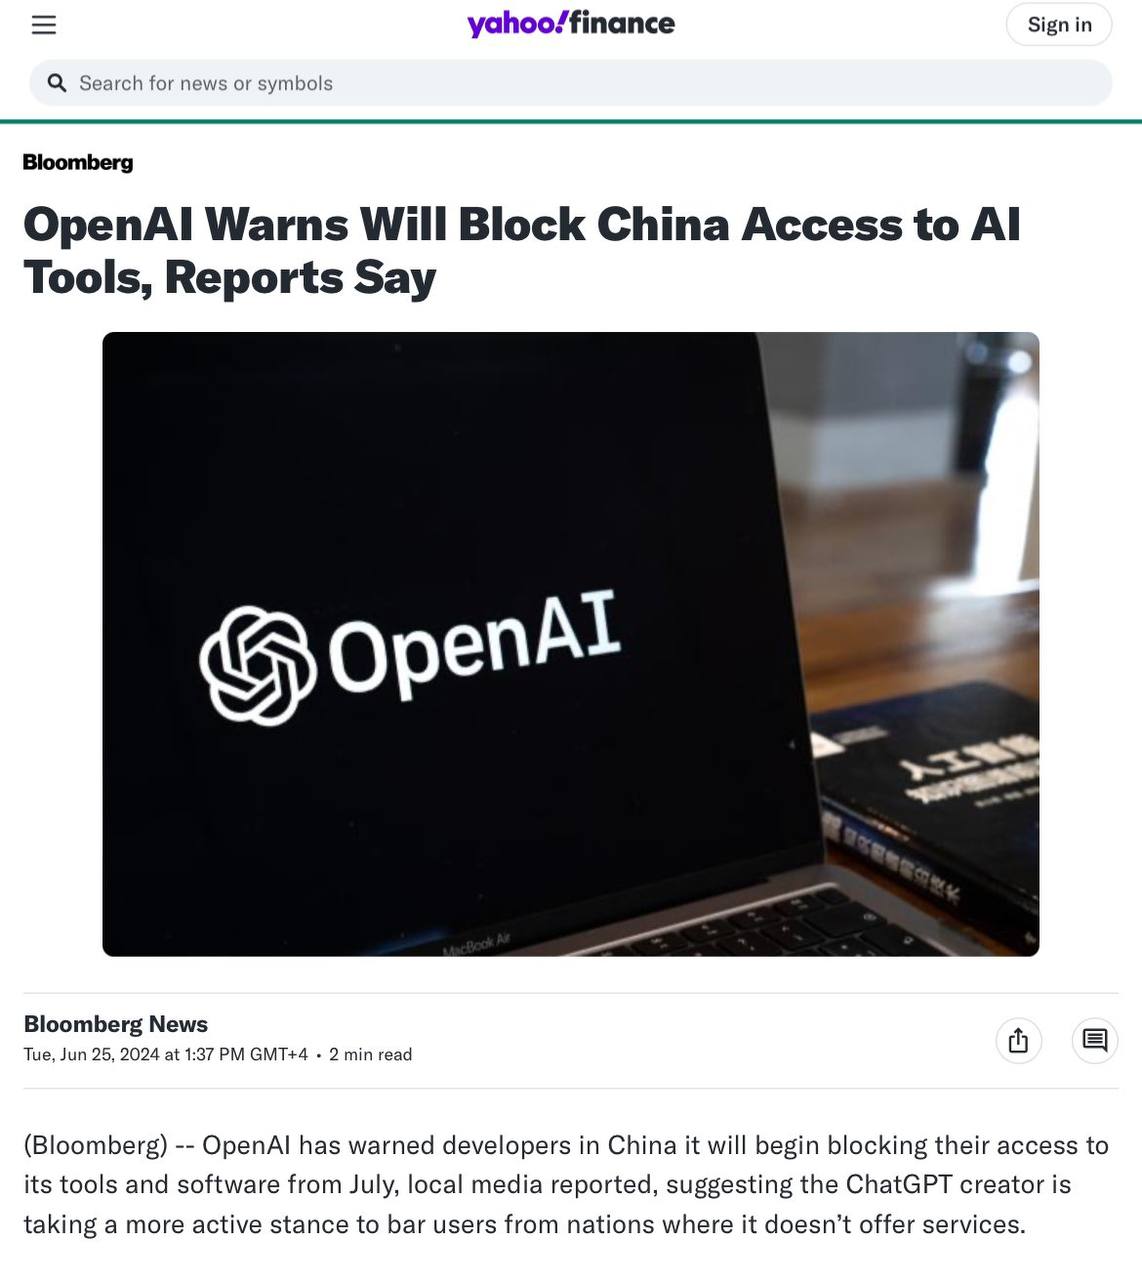 yahoo!finance
Sign in
Search for news or symbols
Bloomberg
OpenAI Warns Will Block China Access to AI
Tools, Reports Say
OpenAI
人工智能
MacBook Air
Bloomberg News
Tue, Jun 25, 2024 at 1:37 PM GMT+4 • 2 min read
(Bloomberg) -- OpenAI has warned developers in China it will begin blocking their access to
its tools and software from July, local media reported, suggesting the ChatGPT creator is
taking a more active stance to bar users from nations where it doesn’t offer services.